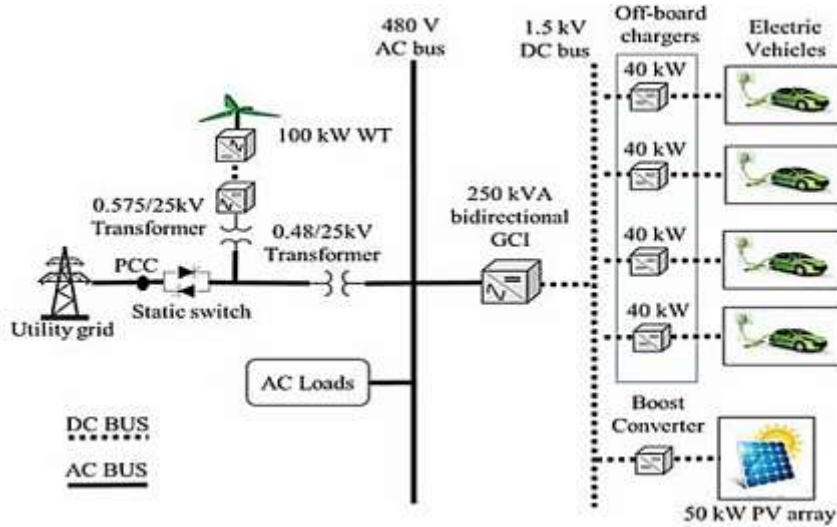 480 V
AC bus
1.5 kV
DC bus
Off-board
chargers
Electric
Vehicles
40 kW
100 kW WT
40 kW
0.575/25kV
Transformer
0.48/25kV
Transformer
250 kVA
bidirectional
GCI
40 kW
PCC
Static switch
Utility grid
40 kW
AC Loads
DC BUS
AC BUS
Boost
Converter
50 kW PV array